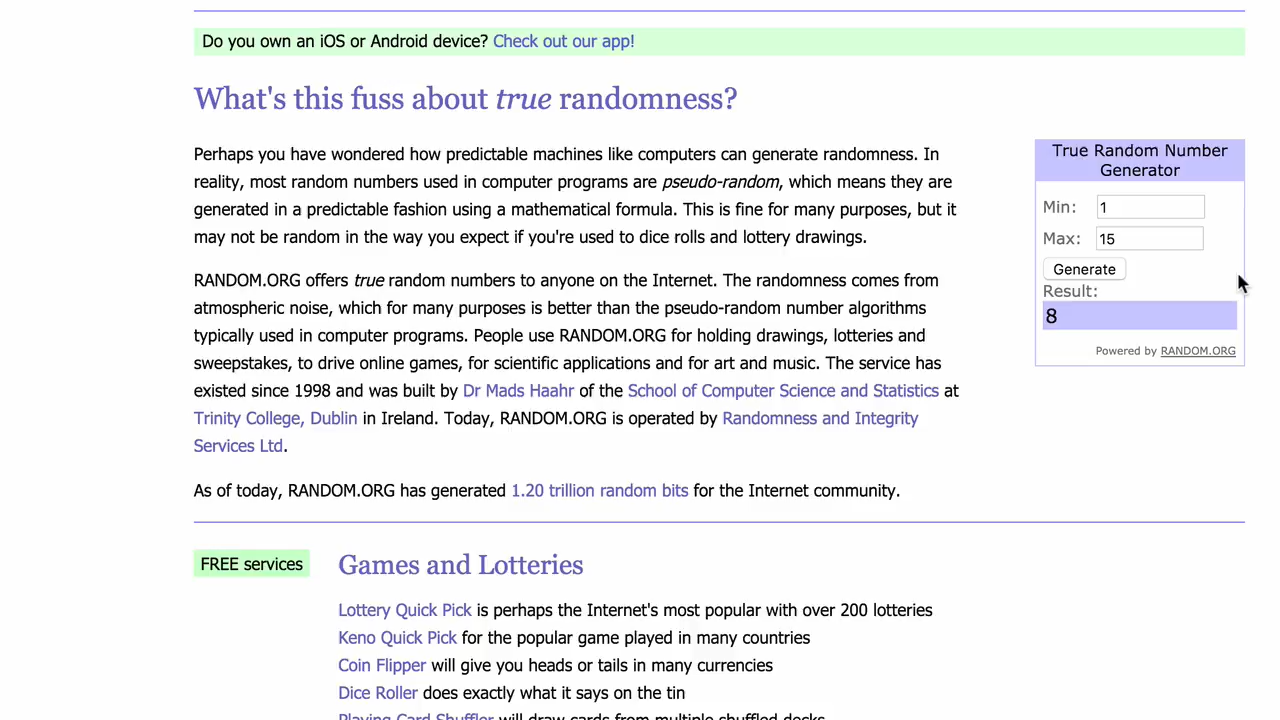 Do you own an iOS or Android device? Check out our app!
What's this fuss about true randomness?
Perhaps you have wondered how predictable machines like computers can generate randomness. In
reality, most random numbers used in computer programs are pseudo-random, which means they are
generated in a predictable fashion using a mathematical formula. This is fine for many purposes, but it
may not be random in the way you expect if you're used to dice rolls and lottery drawings.
RANDOM.ORG offers true random numbers to anyone on the Internet. The randomness comes from
atmospheric noise, which for many purposes is better than the pseudo-random number algorithms
typically used in computer programs. People use RANDOM.ORG for holding drawings, lotteries and
sweepstakes, to drive online games, for scientific applications and for art and music. The service has
existed since 1998 and was built by Dr Mads Haahr of the School of Computer Science and Statistics at
Trinity College, Dublin in Ireland. Today, RANDOM.ORG is operated by Randomness and Integrity
Services Ltd.
As of today, RANDOM.ORG has generated 1.20 trillion random bits for the Internet community.
True Random Number
Generator
Min: 1
Max: 15
Generate
Result:
8
Powered by RANDOM.ORG
FREE services
Games and Lotteries
Lottery Quick Pick is perhaps the Internet's most popular with over 200 lotteries
Keno Quick Pick for the popular game played in many countries
Coin Flipper will give you heads or tails in many currencies
Dice Roller does exactly what it says on the tin
Playing Card Shuffler will draw cards from multiple shuffled decks